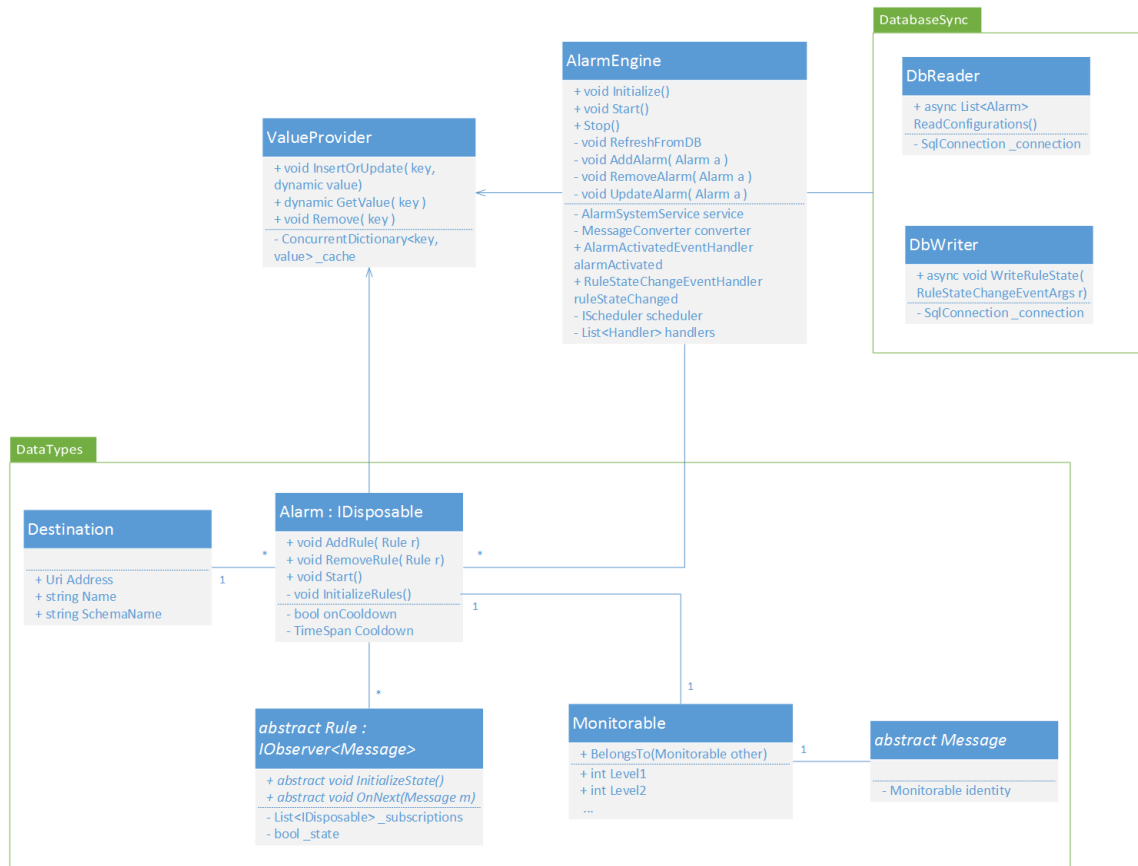 DatabaseSync
AlarmEngine
+ void Initialize()
+ void Start()
+ Stop()
- void RefreshFromDB
- void AddAlarm( Alarm a )
- void RemoveAlarm( Alarm a )
- void UpdateAlarm( Alarm a )
- AlarmSystemService service
- MessageConverter converter
+ AlarmActivatedEventHandler
alarmActivated
+ RuleStateChangeEventHandler
ruleStateChanged
- IScheduler scheduler
- List<Handler> handlers
DbReader
+ async List<Alarm>
ReadConfigurations()
- SqlConnection _connection
DbWriter
+ async void WriteRuleState(
RuleStateChangeEventArgs r)
- SqlConnection _connection
ValueProvider
+ void InsertOrUpdate( key,
dynamic value)
+ dynamic GetValue( key )
+ void Remove( key )
- ConcurrentDictionary<key,
value> _cache
DataTypes
Destination
+ Uri Address
+ string Name
+ string SchemaName
1
*
Alarm : IDisposable
+ void AddRule( Rule r)
+ void RemoveRule( Rule r)
+ void Start()
- void InitializeRules()
- bool onCooldown
- TimeSpan Cooldown
*
1
*
1
abstract Rule :
IObserver<Message>
+ abstract void InitializeState()
+ abstract void OnNext(Message m)
- List<IDisposable> _subscriptions
- bool _state
Monitorable
+ BelongsTo(Monitorable other)
+ int Level1
+ int Level2
...
1
abstract Message
- Monitorable identity